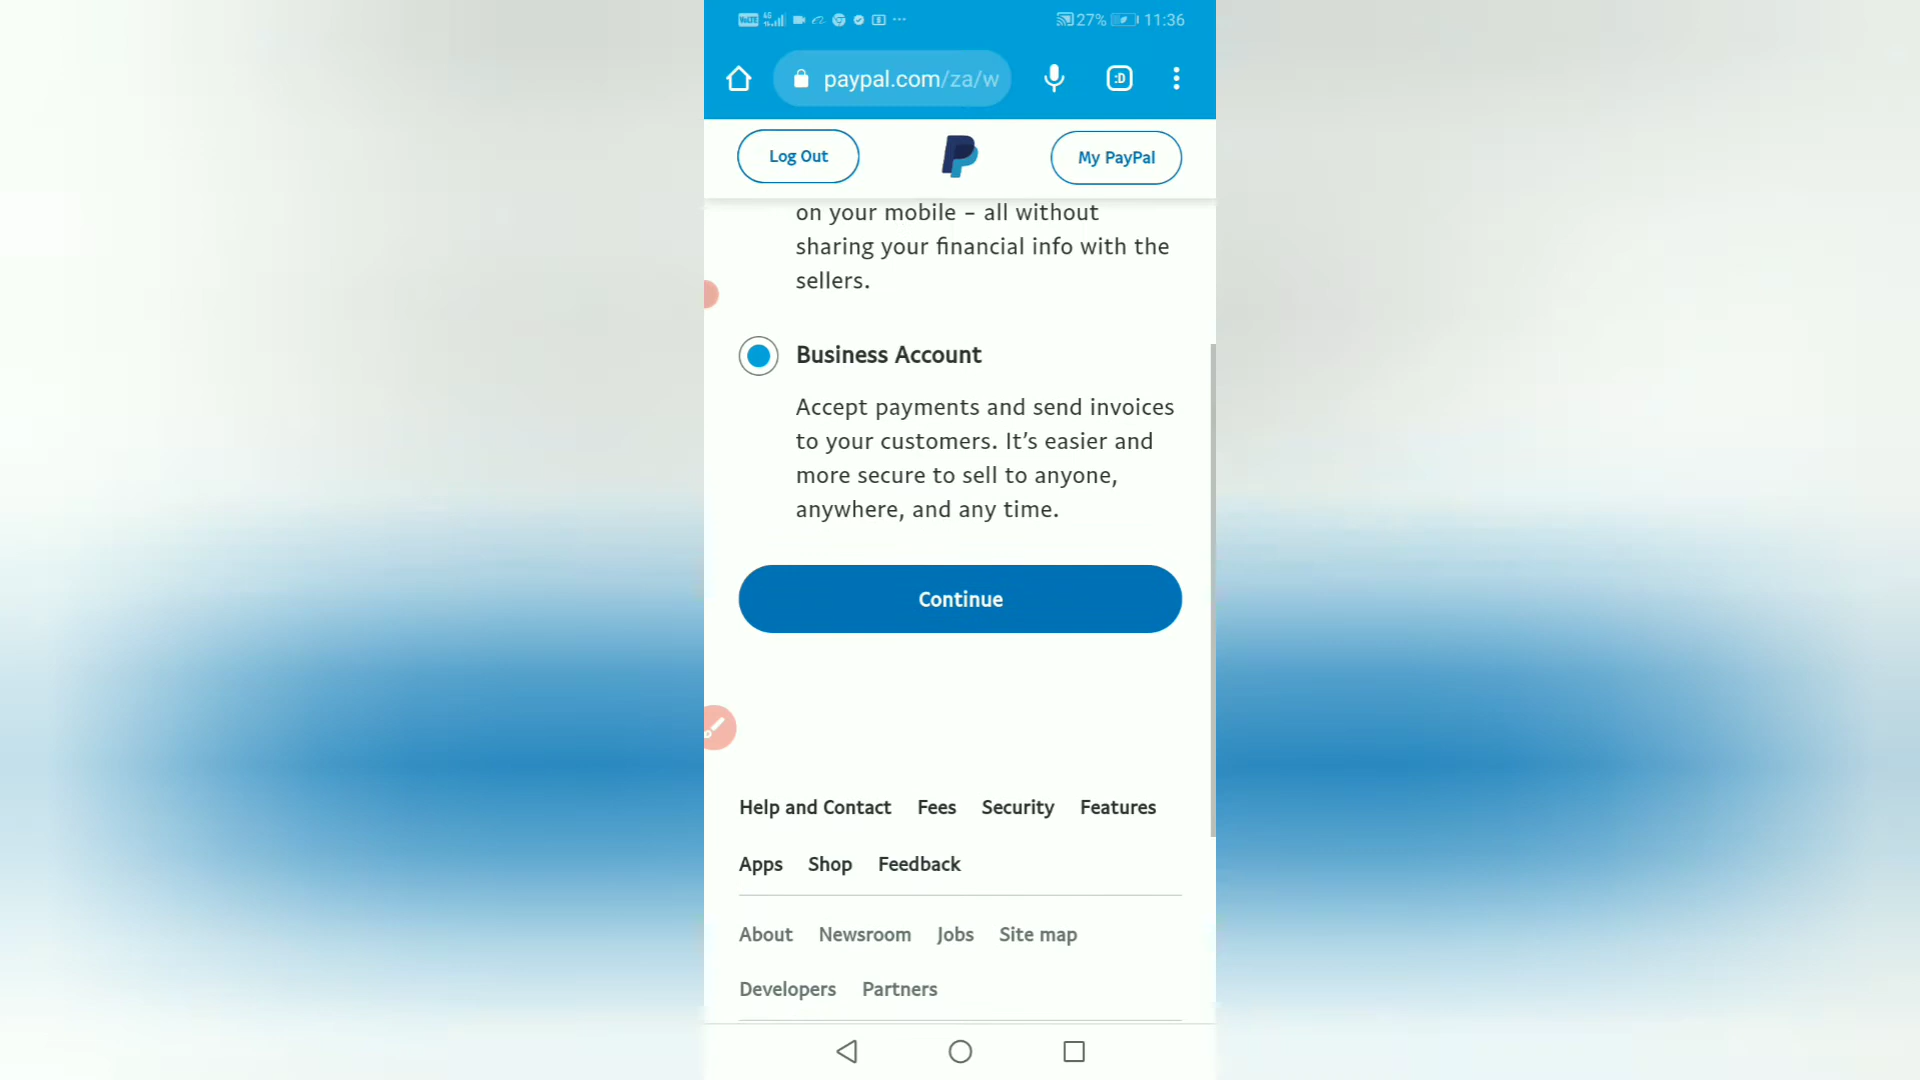 VoLTE 4G 27% 11:36
paypal.com/za/w :D
Log Out My PayPal
on your mobile – all without
sharing your financial info with the
sellers.
Business Account
Accept payments and send invoices
to your customers. It’s easier and
more secure to sell to anyone,
anywhere, and any time.
Continue
Help and Contact Fees Security Features
Apps Shop Feedback
About Newsroom Jobs Site map
Developers Partners